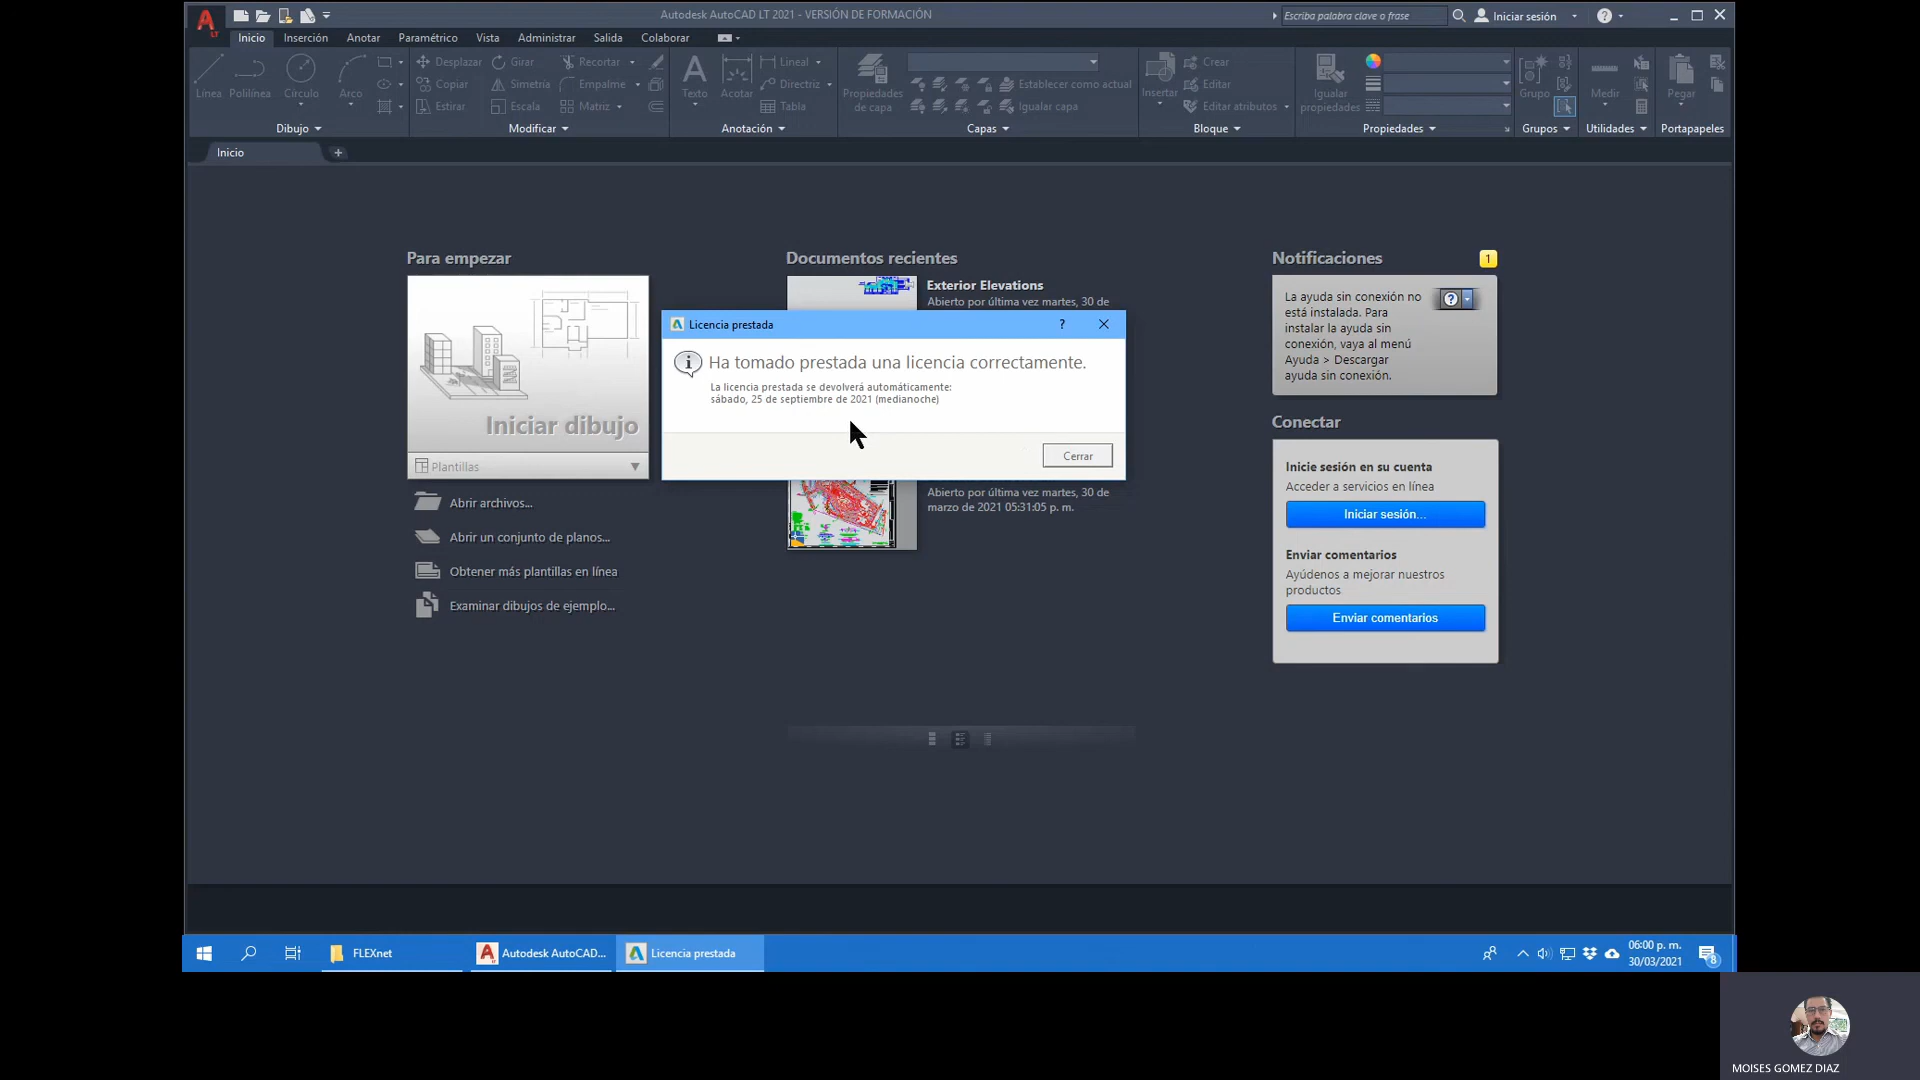 Autodesk AutoCAD LT 2021 - VERSIÓN DE FORMACIÓN
Escriba palabra clave o frase
Iniciar sesión
Inicio
Inserción
Anotar
Paramétrico
Vista
Administrar
Salida
Colabora
Línea
Polilínea
Círculo
Arco
Desplazar
Girar
Recortar
Copiar
Simetría
Empalme
Estirar
Escala
Matriz
Texto
Acotar
Lineal
Directriz
Tabla
Propiedades
de capa
Establecer como actual
Igualar capa
Insertar
Crear
Editar
Editar atributos
Igualar
propiedades
Grupo
Medir
Pegar
Dibujo
Modificar
Anotación
Capas
Bloque
Propiedades
Grupos
Utilidades
Portapapeles
Inicio
Para empezar
Iniciar dibujo
Plantillas
Abrir archivos...
Abrir un conjunto de planos...
Obtener más plantillas en línea
Examinar dibujos de ejemplo...
Documentos recientes
Exterior Elevations
Abierto por última vez martes, 30 de
Licencia prestada
?
Ha tomado prestada una licencia correctamente.
La licencia prestada se devolverá automáticamente:
sábado, 25 de septiembre de 2021 (medianoche)
Cerrar
Abierto por última vez martes, 30 de
marzo de 2021 05:31:05 p. m.
Notificaciones
1
La ayuda sin conexión no
está instalada. Para
instalar la ayuda sin
conexión, vaya al menú
Ayuda > Descargar
ayuda sin conexión.
Conectar
Inicie sesión en su cuenta
Acceder a servicios en línea
Iniciar sesión...
Enviar comentarios
Ayúdenos a mejorar nuestros
productos
Enviar comentarios
FLEXnet
Autodesk AutoCAD...
Licencia prestada
06:00 p. m.
30/03/2021
8
MOISES GOMEZ DIAZ